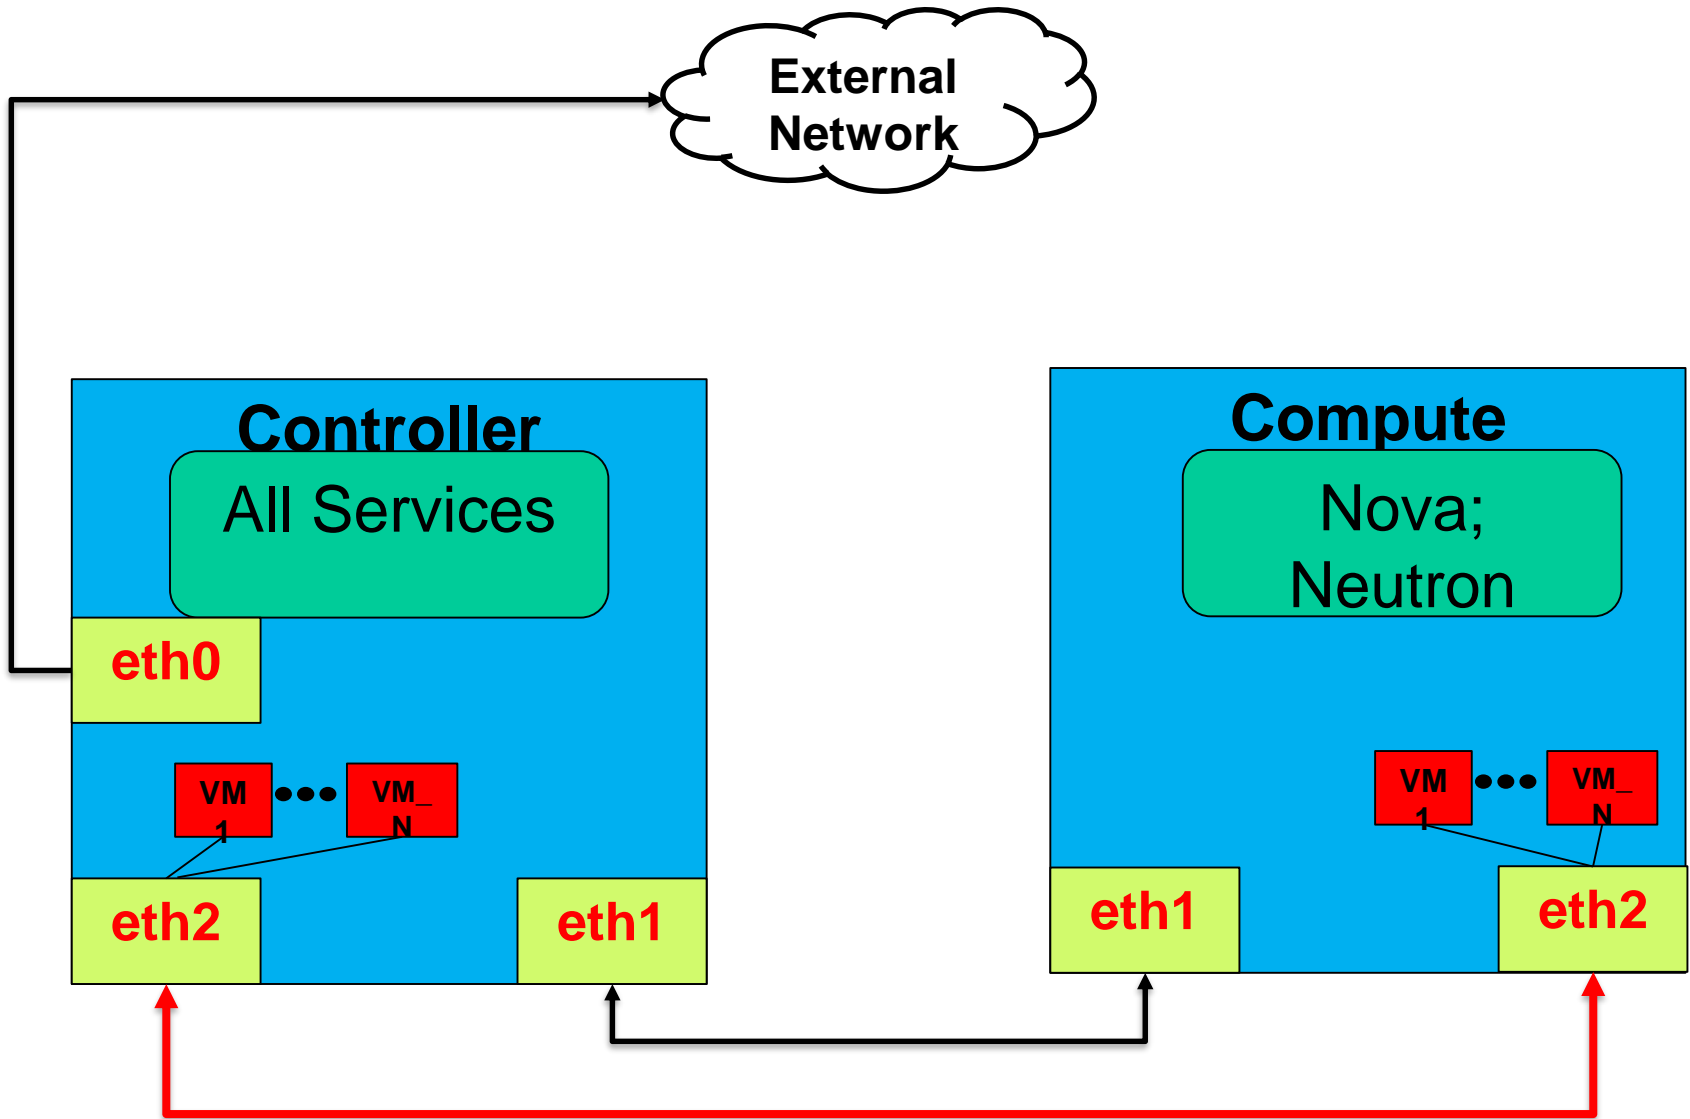 External
Network
Controller
All Services
eth0
VM
1
VM_
N
eth2
eth1
Compute
Nova;
Neutron
VM
1
VM_
N
eth1
eth2